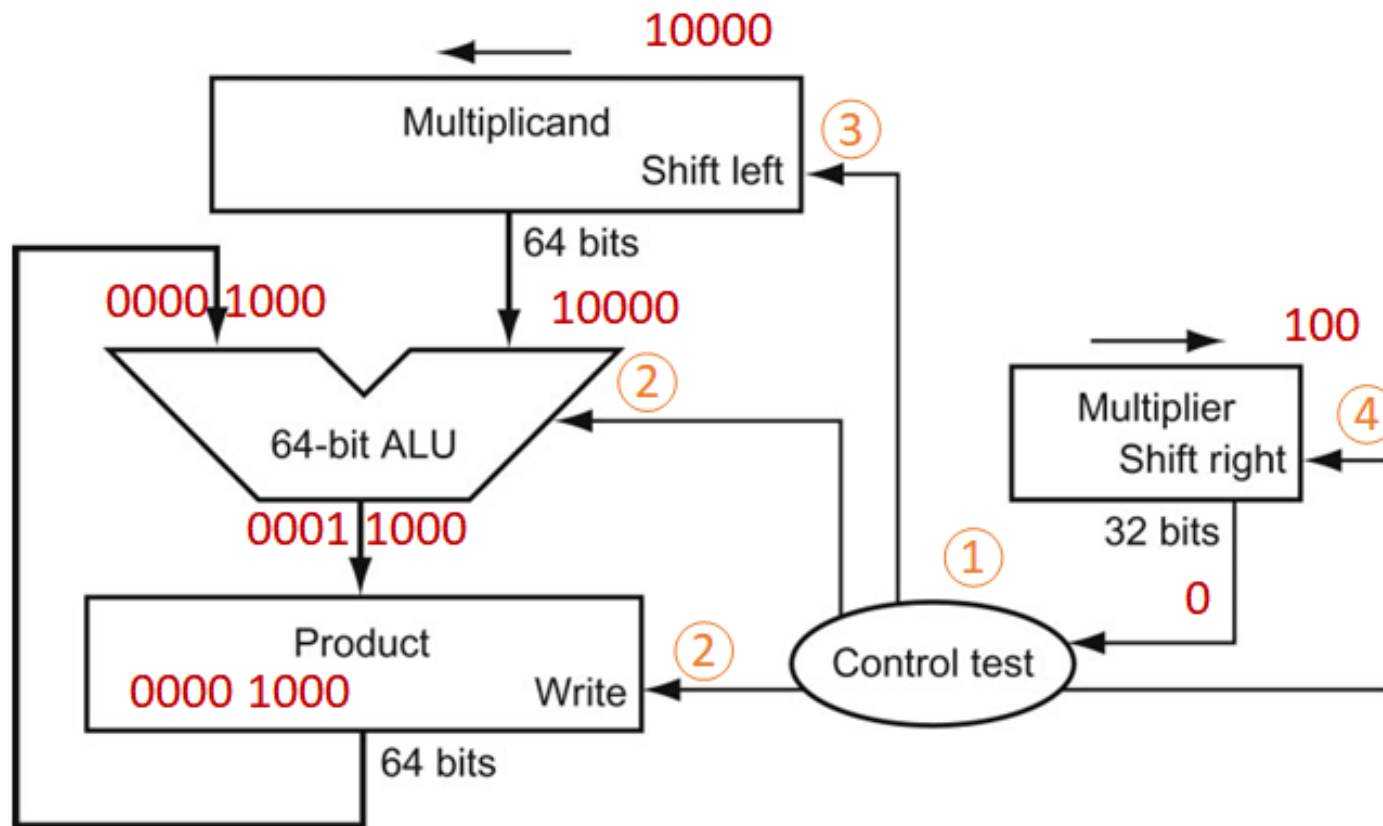 10000
Multiplicand
③
Shift left
64 bits
0000 1000
10000
100
②
Multiplier
④
64-bit ALU
Shift right
0001 1000
32 bits
①
0
Product
②
Control test
0000 1000
Write
64 bits